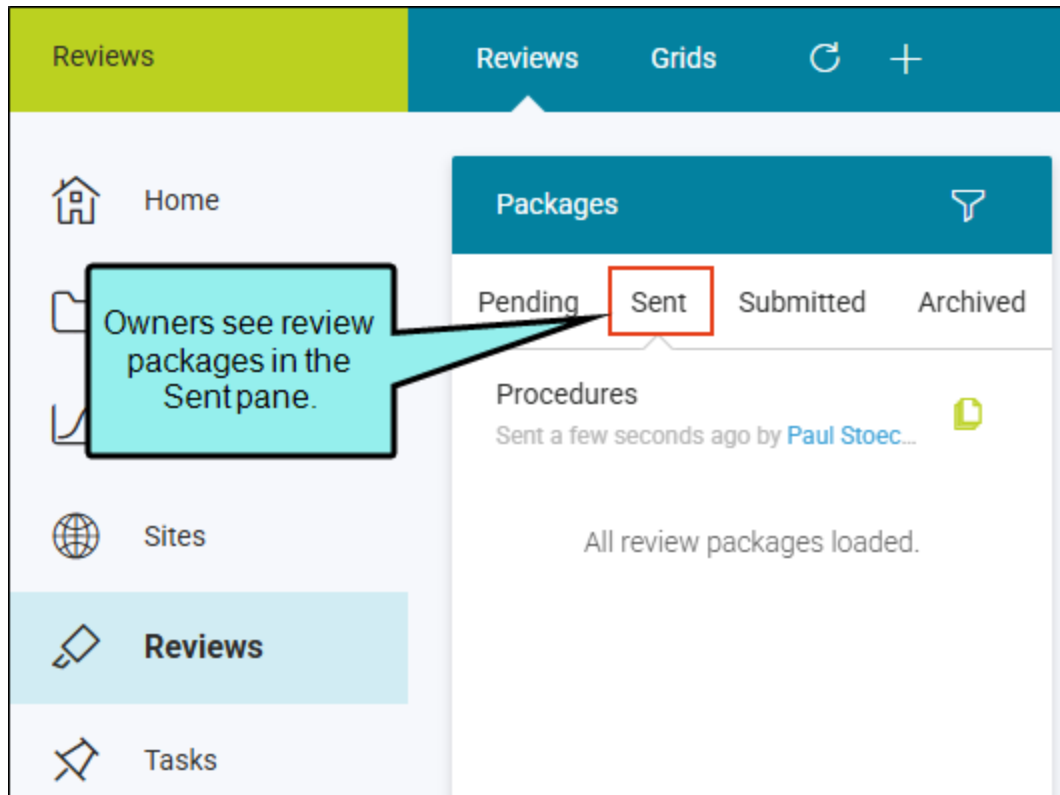 Reviews
Reviews Grids
Home
Packages
Owners see review
packages in the
Sent pane.
Pending Sent Submitted Archived
Procedures
Sent a few seconds ago by Paul Stoec...
All review packages loaded.
Sites
Reviews
Tasks